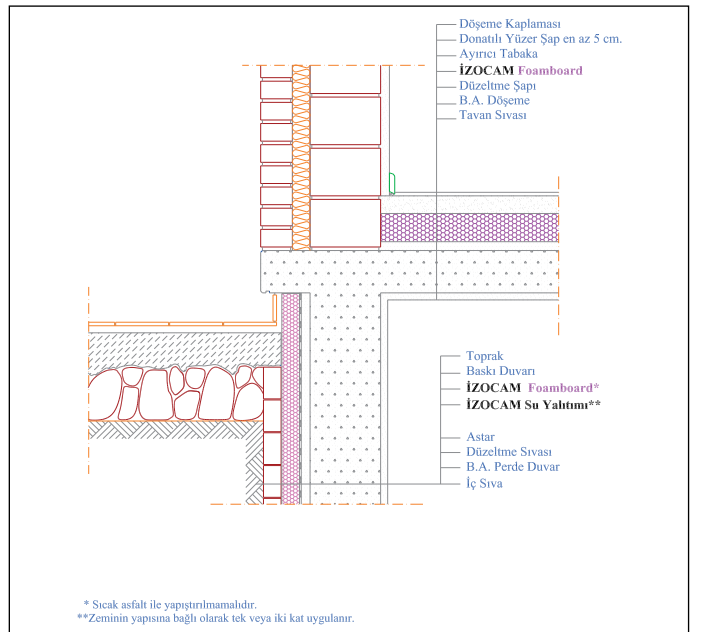 Döşeme Kaplaması
Donatılı Yüzer Şap en az 5 cm.
Ayırıcı Tabaka
İZOCAM Foamboard
Düzeltme Şapı
B.A. Döşeme
Tavan Sıvası
Toprak
Baskı Duvarı
İZOCAM Foamboard*
İZOCAM Su Yalıtımı**
Astar
Düzeltme Sıvası
B.A. Perde Duvar
İç Sıva
* Sıcak asfalt ile yapıştırılmamalıdır.
**Zeminin yapısına bağlı olarak tek veya iki kat uygulanır.